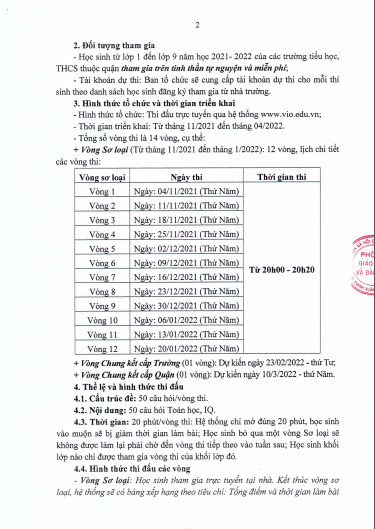 2
2. Đối tượng tham gia
- Học sinh từ lớp 1 đến lớp 9 năm học 2021- 2022 của các trường tiểu học,
THCS thuộc quận tham gia trên tinh thần tự nguyện và miễn phí;
- Tài khoản dự thi: Ban tổ chức sẽ cung cấp tài khoản dự thi cho mỗi thí
sinh theo danh sách học sinh đăng ký tham gia từ nhà trường.
3. Hình thức tổ chức và thời gian triển khai
- Hình thức tổ chức: Thi đấu trực tuyến qua hệ thống www.vio.edu.vn;
- Thời gian triển khai: Từ tháng 11/2021 đến tháng 04/2022.
- Tổng số vòng thi là 14 vòng, cụ thể:
+ Vòng Sơ loại (Từ tháng 11/2021 đến tháng 1/2022): 12 vòng, lịch chi tiết
các vòng thi:
Vòng sơ loại Ngày thi Thời gian thi
Vòng 1 Ngày: 04/11/2021 (Thứ Năm)
Vòng 2 Ngày: 11/11/2021 (Thứ Năm)
Vòng 3 Ngày: 18/11/2021 (Thứ Năm)
Vòng 4 Ngày: 25/11/2021 (Thứ Năm)
Vòng 5 Ngày: 02/12/2021 (Thứ Năm)
Vòng 6 Ngày: 09/12/2021 (Thứ Năm)
Từ 20h00 - 20h20
Vòng 7 Ngày: 16/12/2021 (Thứ Năm)
Vòng 8 Ngày: 23/12/2021 (Thứ Năm)
Vòng 9 Ngày: 30/12/2021 (Thứ Năm)
Vòng 10 Ngày: 06/01/2022 (Thứ Năm)
Vòng 11 Ngày: 13/01/2022 (Thứ Năm)
Vòng 12 Ngày: 20/01/2022 (Thứ Năm)
PHÒ
GIÁO
VÀ ĐÀ
+ Vòng Chung kết cấp Trường (01 vòng): Dự kiến ngày 23/02/2022 - thứ Tư;
+ Vòng Chung kết cấp Quận (01 vòng): Dự kiến ngày 10/3/2022 - thứ Năm.
4. Thể lệ và hình thức thi đấu
4.1. Cấu trúc đề: 50 câu hỏi/vòng thi.
4.2. Nội dung: 50 câu hỏi Toán học, IQ.
4.3. Thời gian: 20 phút/vòng thi: Hệ thống chỉ mở đúng 20 phút, học sinh
vào muộn sẽ bị giảm thời gian làm bài; Học sinh bỏ qua một vòng Sơ loại sẽ
không được làm lại phải chờ đến vòng thi tiếp theo vào tuần sau; Học sinh khối
lớp nào chỉ được tham gia vòng thi của khối lớp đó.
4.4. Hình thức thi đấu các vòng
- Vòng Sơ loại: Học sinh tham gia trực tuyến tại nhà. Kết thúc vòng sơ
loại, hệ thống sẽ có bảng xếp hạng theo tiêu chí: Tổng điểm và thời gian làm bài